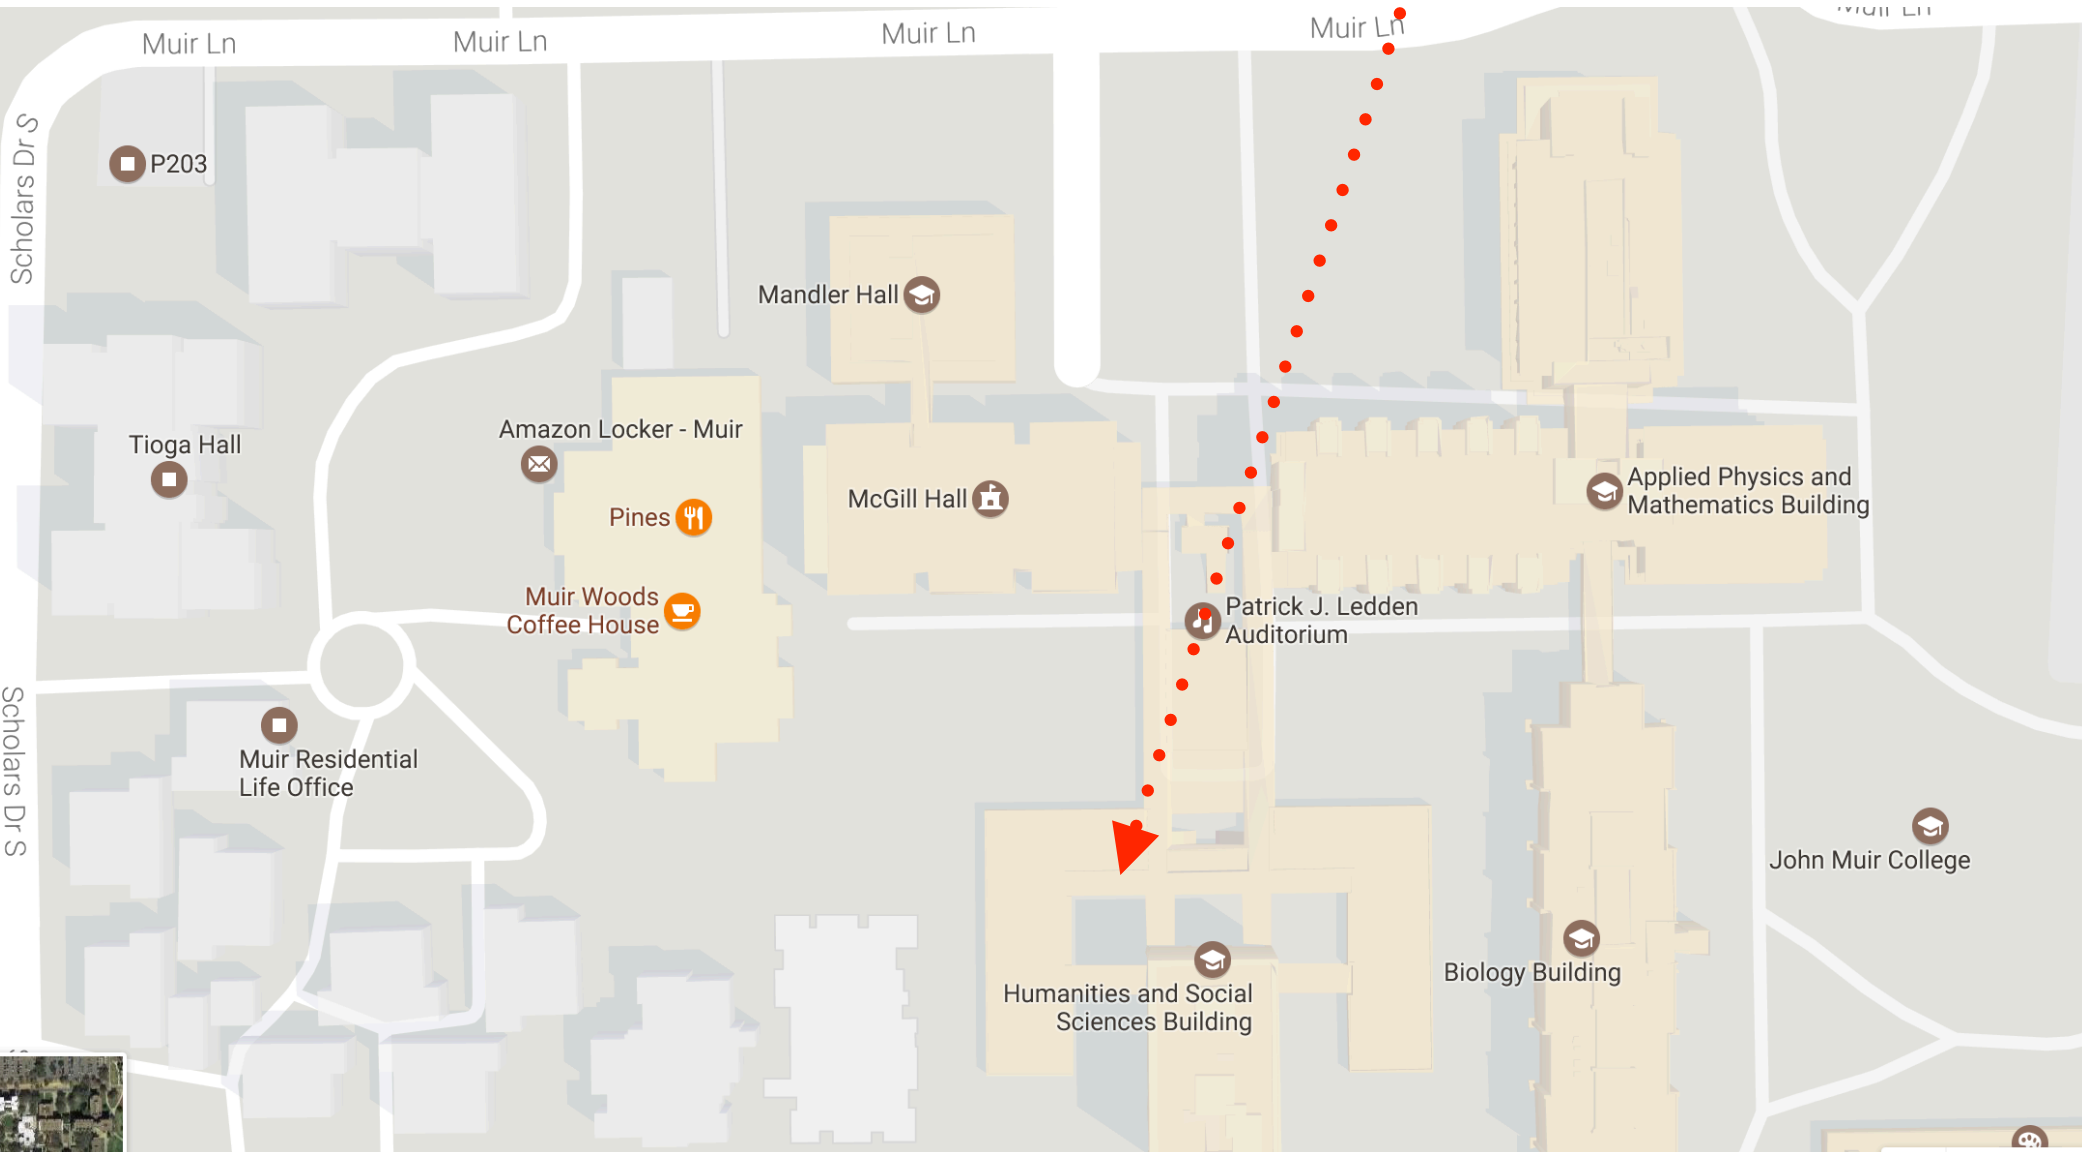 Muir Ln
Muir Ln
Muir Ln
Muir Ln
Muir Ln
Scholars Dr S
P203
Mandler Hall
Amazon Locker - Muir
Tioga Hall
Pines
McGill Hall
Applied Physics and
Mathematics Building
Muir Woods
Coffee House
Patrick J. Ledden
Auditorium
Scholars Dr S
Muir Residential
Life Office
John Muir College
Humanities and Social
Sciences Building
Biology Building